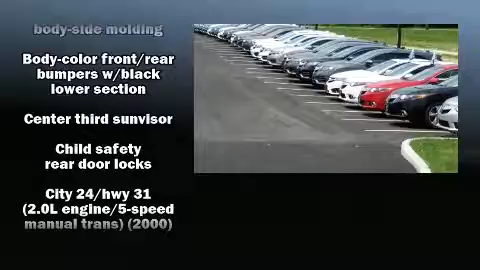 body-side molding
Body-color front/rear
bumpers w/black
lower section
Center third sunvisor
Child safety
rear door locks
City 24/hwy 31
(2.0L engine/5-speed
manual trans) (2000)